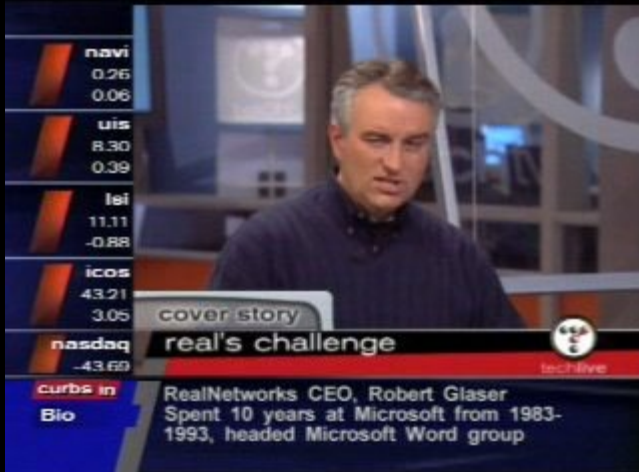 navi
0.26
0.06
uis
8.30
0.39
lsi
11.11
-0.88
icos
43.21
3.05
nasdaq
-43.69
cover story
real's challenge
techlive
curbs in
Bio
RealNetworks CEO, Robert Glaser
Spent 10 years at Microsoft from 1983-
1993, headed Microsoft Word group